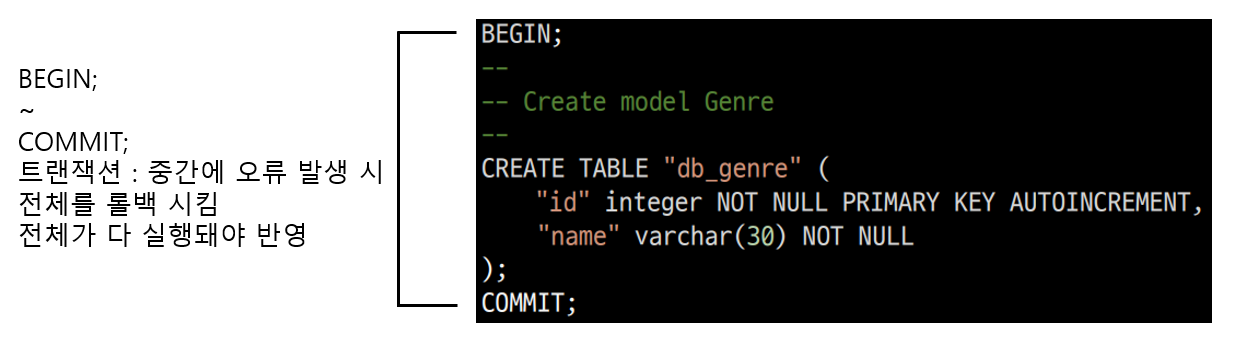 BEGIN;
~
COMMIT;
트랜잭션 : 중간에 오류 발생 시
전체를 롤백 시킴
전체가 다 실행돼야 반영
BEGIN;
--
-- Create model Genre
--
CREATE TABLE "db_genre" (
    "id" integer NOT NULL PRIMARY KEY AUTOINCREMENT,
    "name" varchar(30) NOT NULL
);
COMMIT;